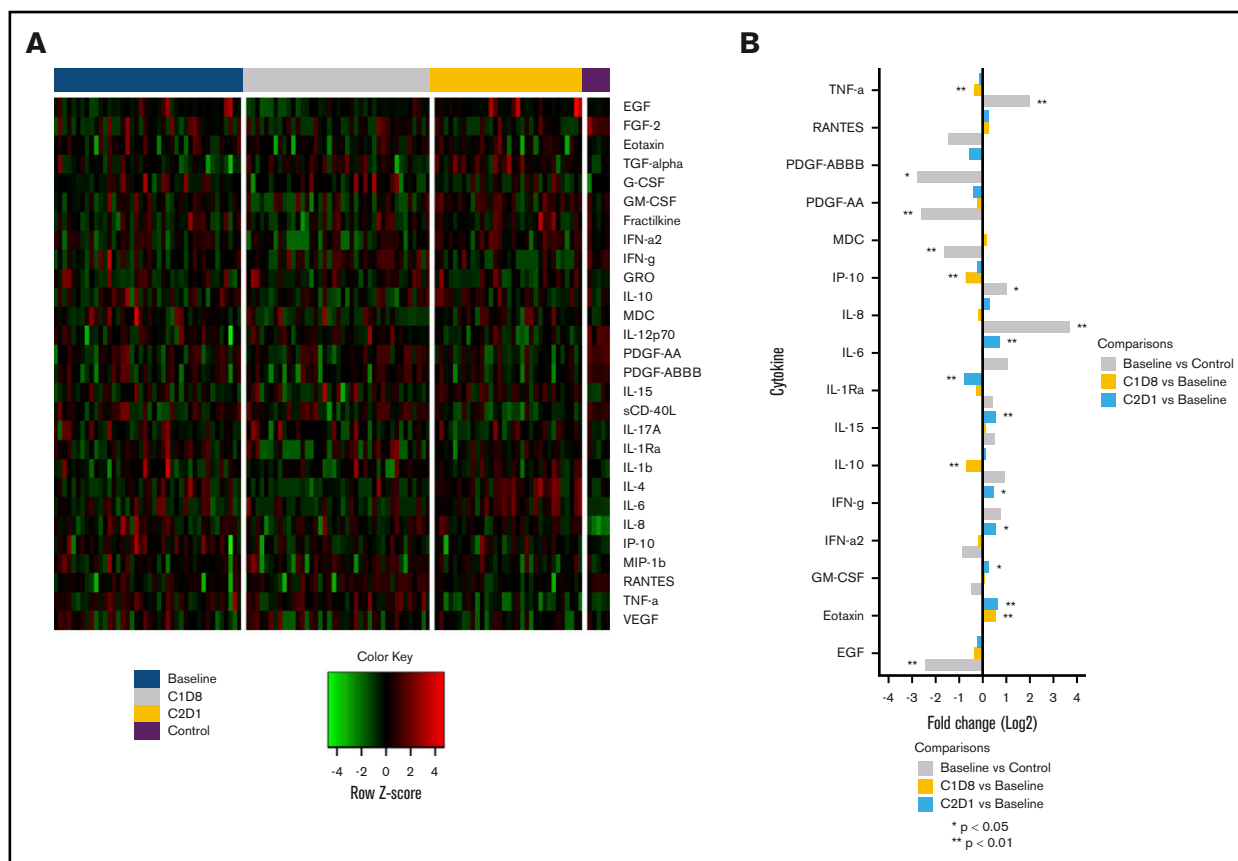 A
EGF
FGF-2
Eotaxin
TGF-alpha
G-CSF
GM-CSF
Fractilkine
IFN-a2
IFN-g
GRO
IL-10
MDC
IL-12p70
PDGF-AA
PDGF-ABBB
IL-15
sCD-40L
IL-17A
IL-1Ra
IL-1b
IL-4
IL-6
IL-8
IP-10
MIP-1b
RANTES
TNF-a
VEGF
Baseline
C1D8
C2D1
Control
Color Key
-4 -2 0 2 4
Row Z-score
B
Cytokine
TNF-a ** **
RANTES
PDGF-ABBB *
PDGF-AA **
MDC **
IP-10 ** *
IL-8 **
IL-6 **
IL-1Ra **
IL-15 **
IL-10 **
IFN-g *
IFN-a2 *
GM-CSF *
Eotaxin ** **
EGF **
-4 -3 -2 -1 0 1 2 3 4
Fold change (Log2)
Comparisons
Baseline vs Control
C1D8 vs Baseline
C2D1 vs Baseline
Comparisons
Baseline vs Control
C1D8 vs Baseline
C2D1 vs Baseline
* p < 0.05
** p < 0.01